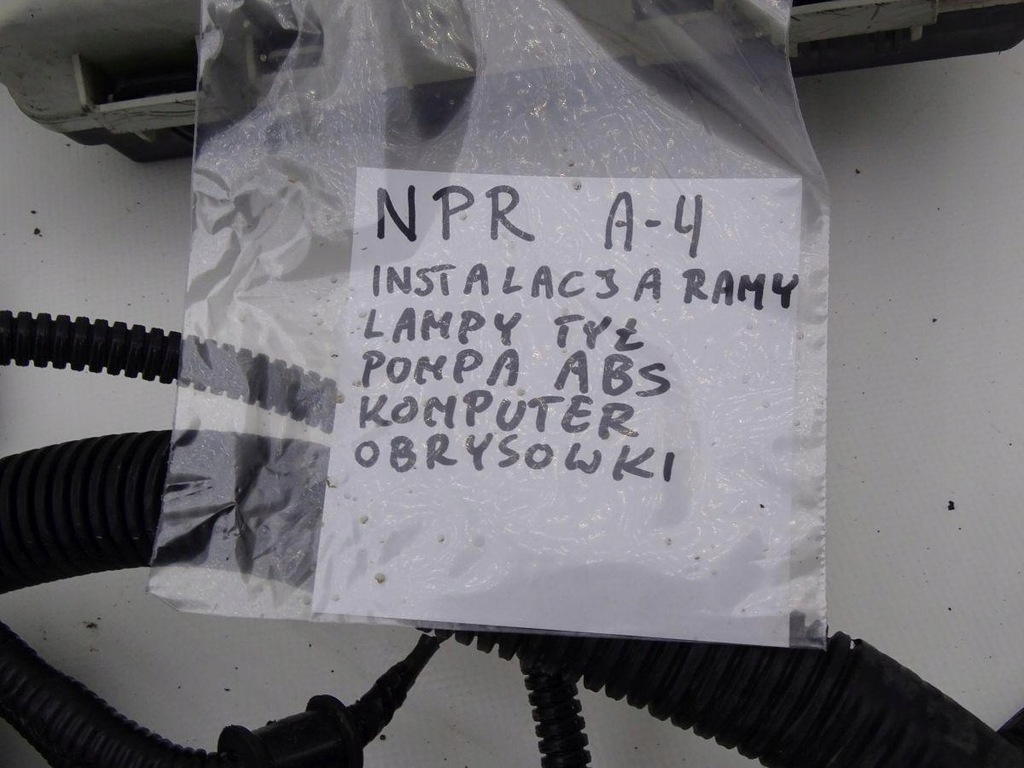 NPR A-4
INSTALACJA RAMY
LAMPY TYŁ
POMPA ABS
KOMPUTER
OBRYSOWKI